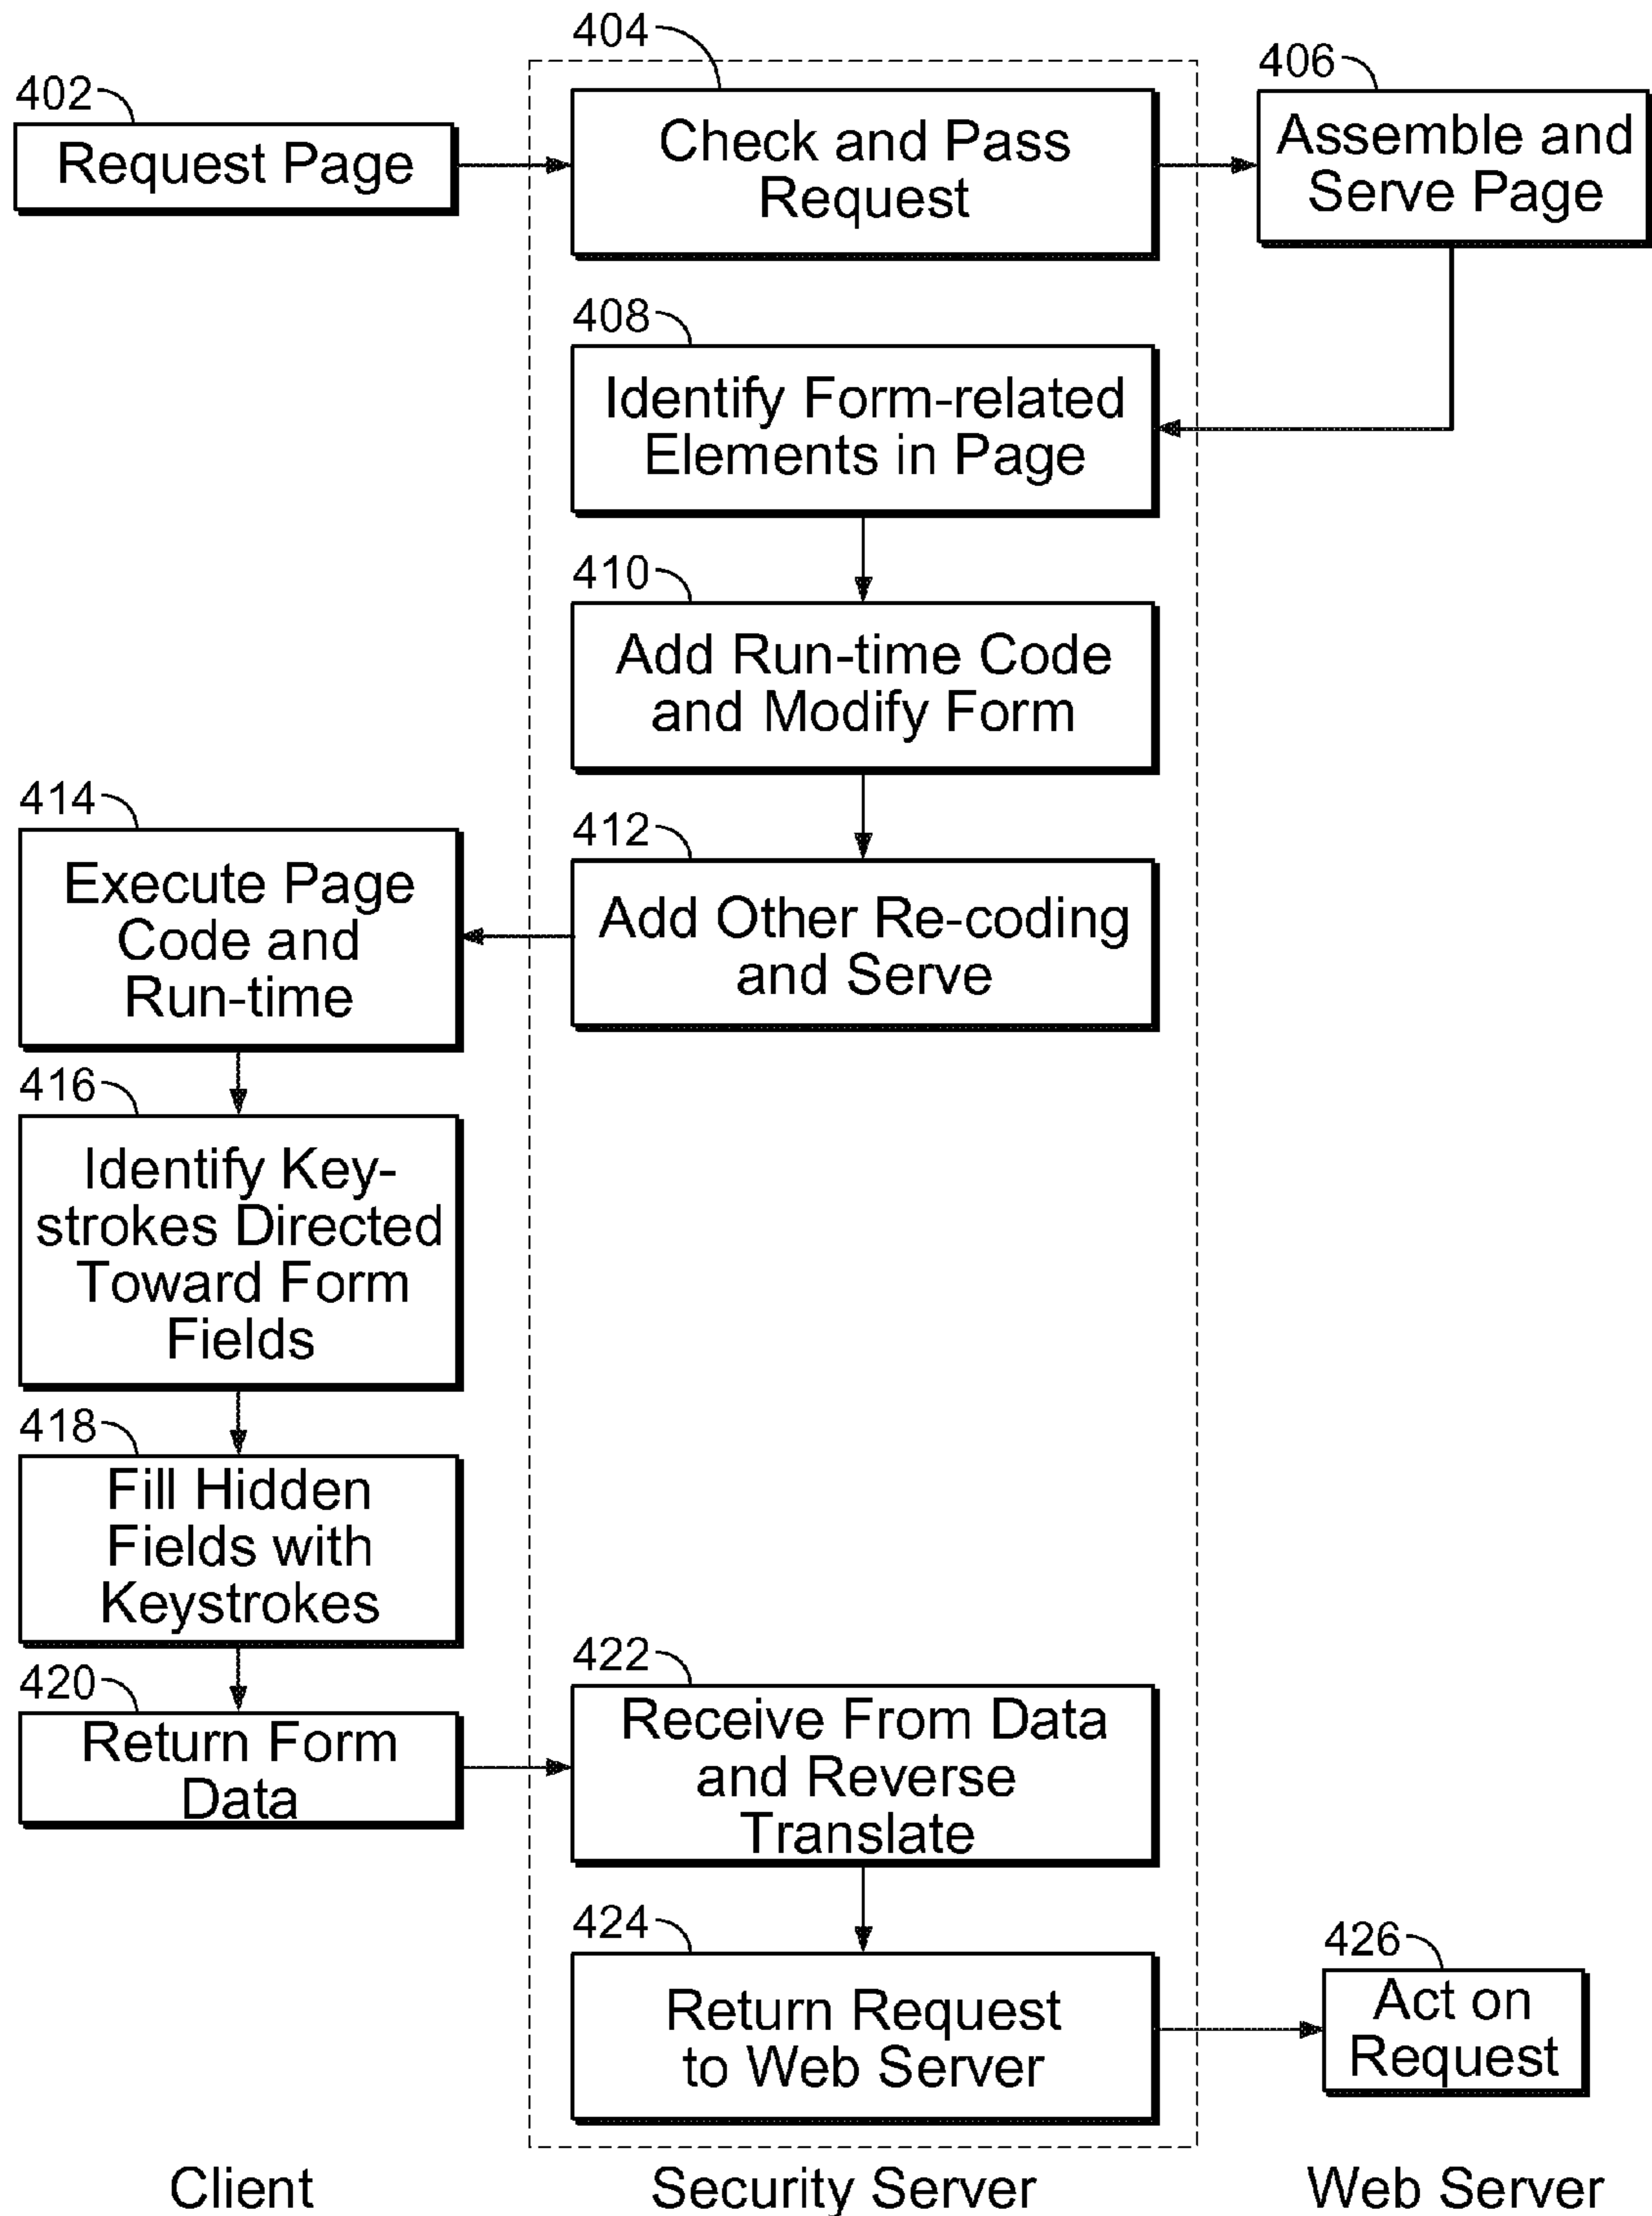 402
Request Page
404
Check and Pass
Request
406
Assemble and
Serve Page
408
Identify Form-related
Elements in Page
410
Add Run-time Code
and Modify Form
412
Add Other Re-coding
and Serve
414
Execute Page
Code and
Run-time
416
Identify Key-
strokes Directed
Toward Form
Fields
418
Fill Hidden
Fields with
Keystrokes
420
Return Form
Data
422
Receive From Data
and Reverse
Translate
424
Return Request
to Web Server
426
Act on
Request
Client
Security Server
Web Server